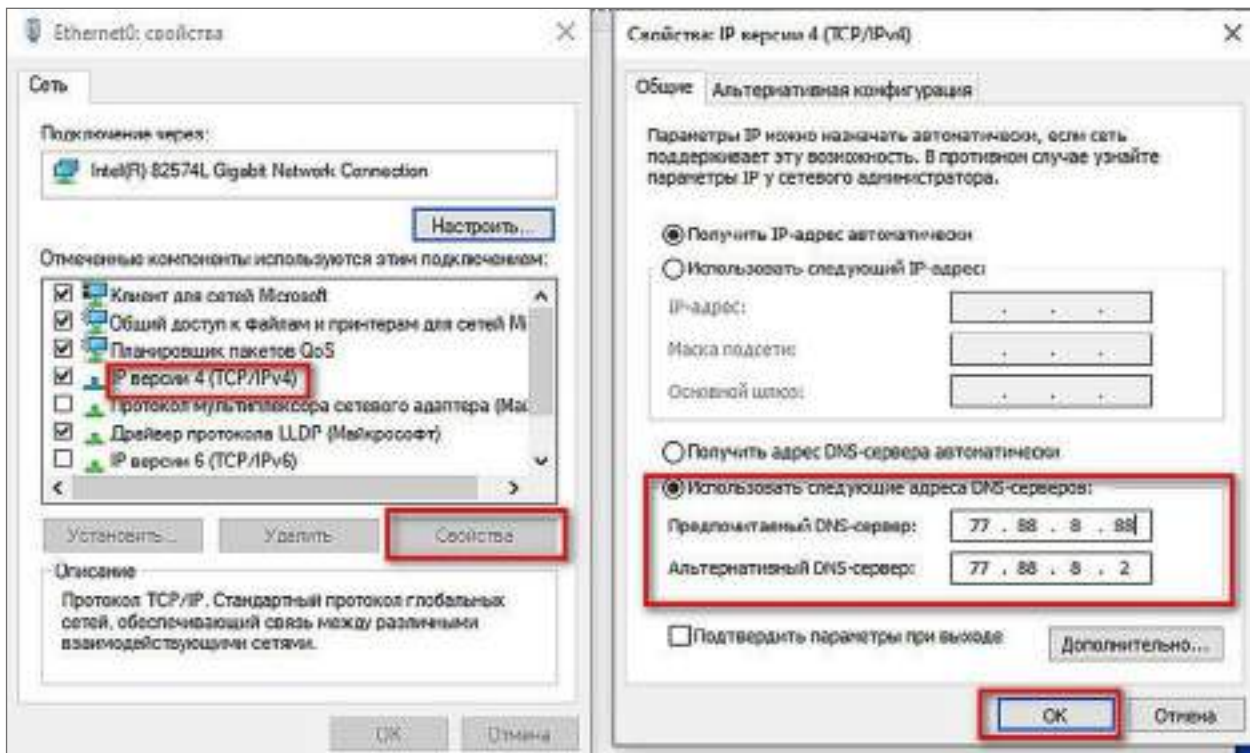 Ethernet0: свойства
Сеть
Подключение через:
Intel(R) 82574L Gigabit Network Connection
Настроить...
Отмеченные компоненты используются этим подключением:
Клиент для сетей Microsoft
Общий доступ к файлам и принтерам для сетей Mi
Планировщик пакетов QoS
IP версии 4 (TCP/IPv4)
Протокол мультиплексора сетевого адаптера (Май
Драйвер протокола LLDP (Майкрософт)
IP версии 6 (TCP/IPv6)
Установить...
Удалить
Свойства
Описание
Протокол TCP/IP. Стандартный протокол глобальных
сетей, обеспечивающий связь между различными
взаимодействующими сетями.
OK
Отмена
Свойства: IP версии 4 (TCP/IPv4)
Общие
Альтернативная конфигурация
Параметры IP можно назначать автоматически, если сеть
поддерживает эту возможность. В противном случае узнайте
параметры IP у сетевого администратора.
Получить IP-адрес автоматически
Использовать следующий IP-адрес:
IP-адрес:
Маска подсети:
Основной шлюз:
Получить адрес DNS-сервера автоматически
Использовать следующие адреса DNS-серверов:
Предпочитаемый DNS-сервер: 77 . 88 . 8 . 88
Альтернативный DNS-сервер: 77 . 88 . 8 . 2
Подтвердить параметры при выходе
Дополнительно...
OK
Отмена